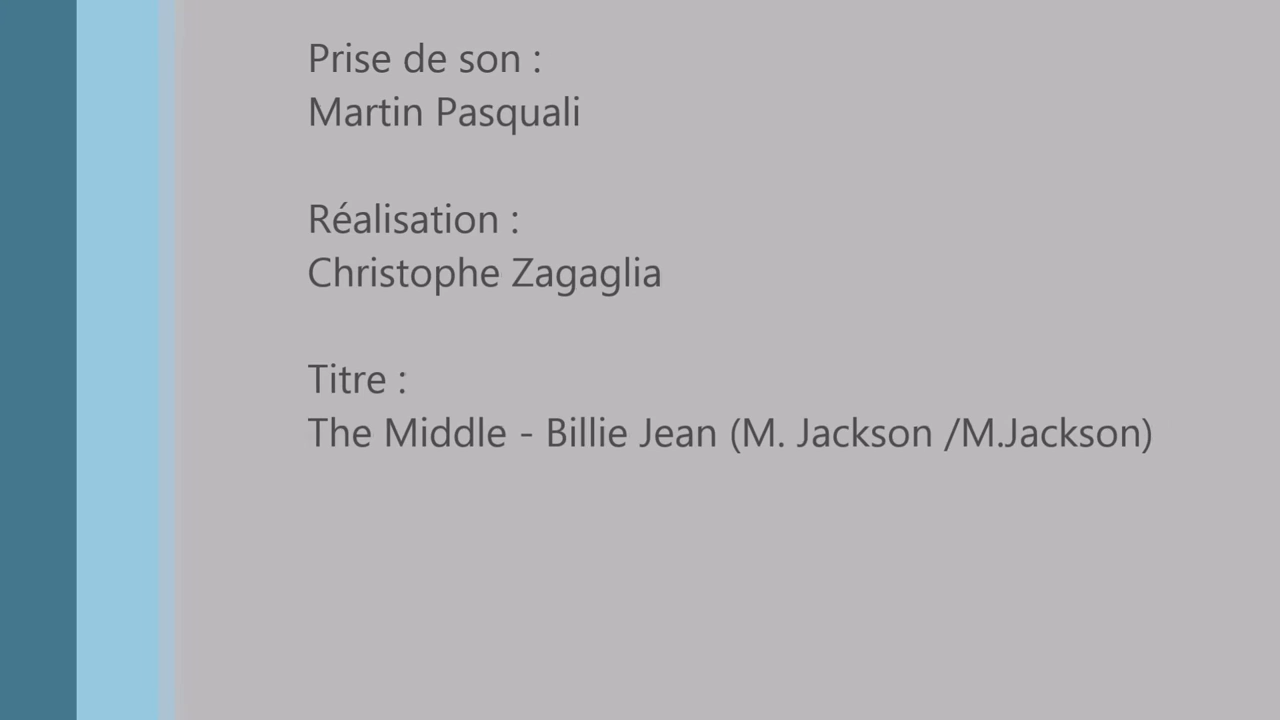 Prise de son :
Martin Pasquali
Réalisation :
Christophe Zagaglia
Titre :
The Middle - Billie Jean (M. Jackson /M.Jackson)